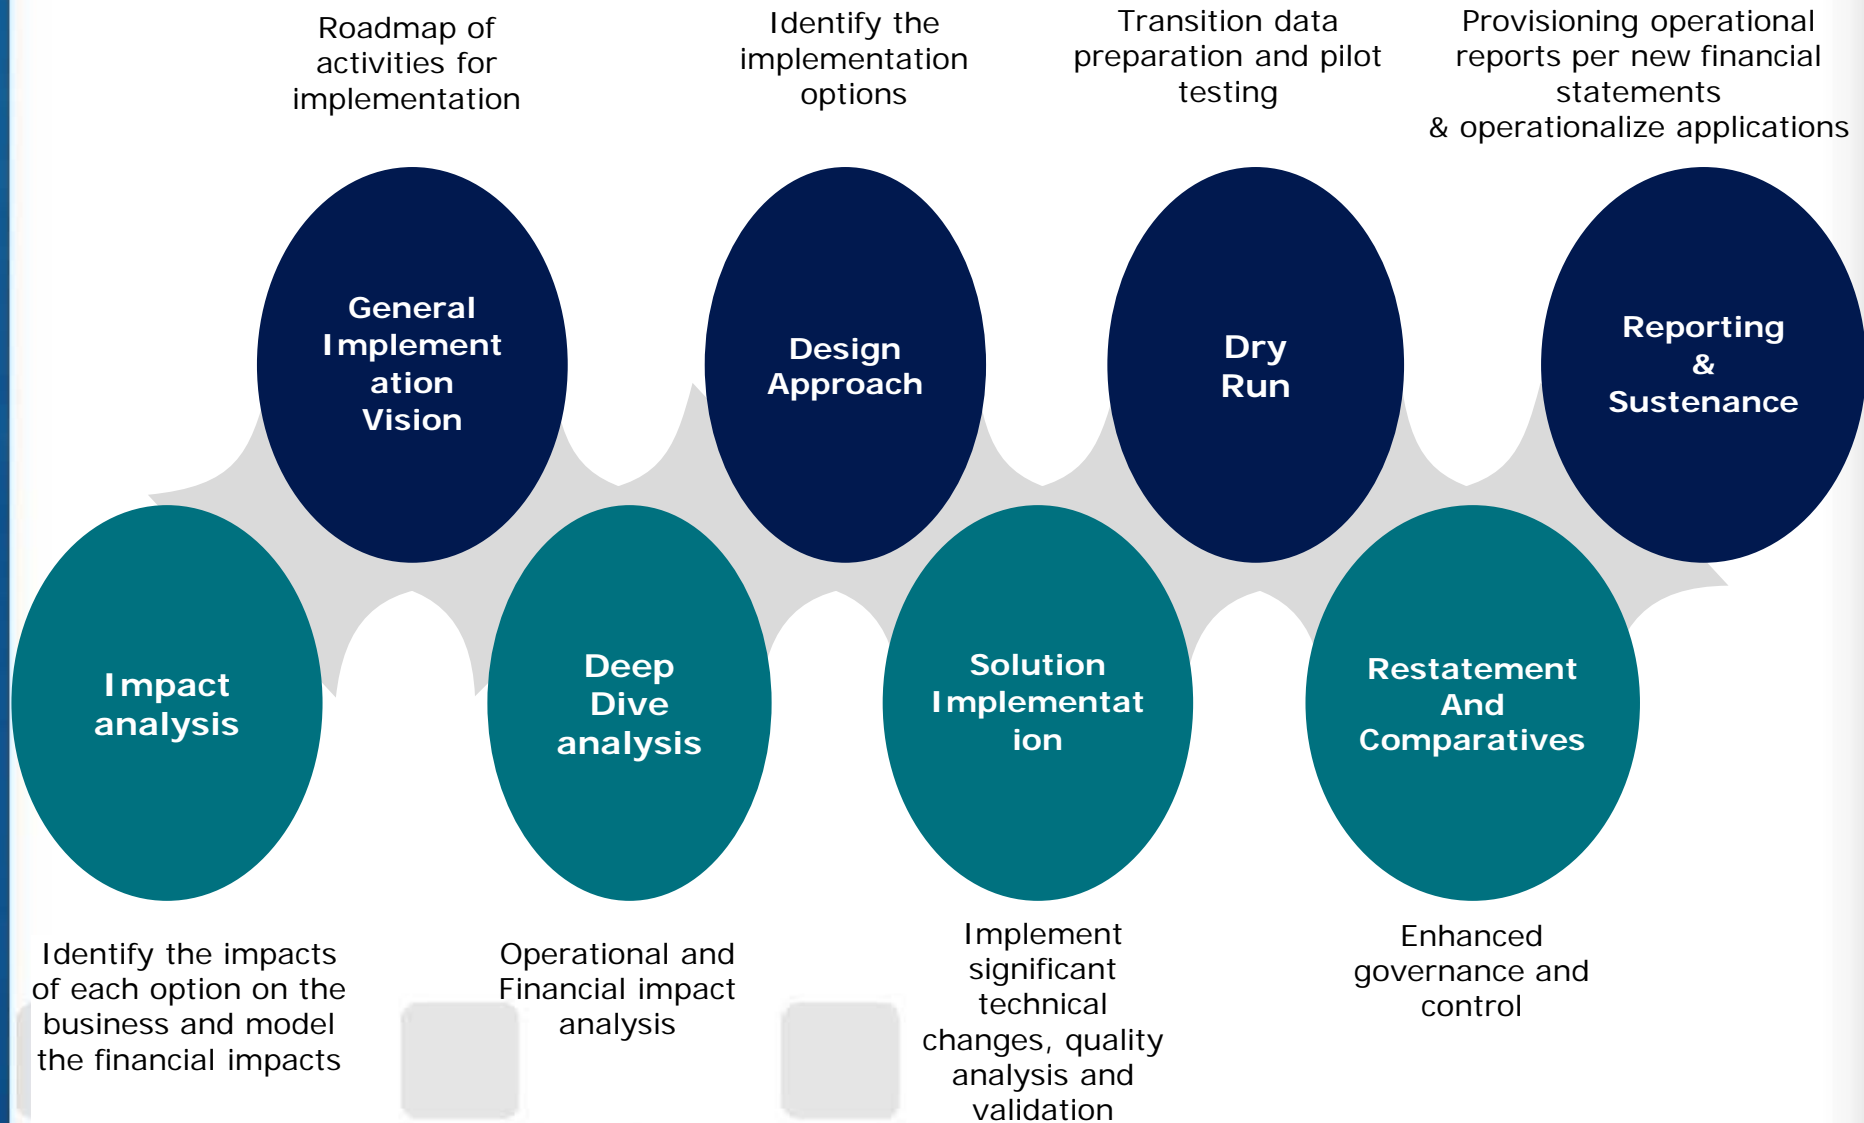 Roadmap of
activities for
implementation
Identify the
implementation
options
Transition data
preparation and pilot
testing
Provisioning operational
reports per new financial
statements
& operationalize applications
General
Implement
ation
Vision
Design
Approach
Dry
Run
Reporting
&
Sustenance
Impact
analysis
Deep
Dive
analysis
Solution
Implementat
ion
Restatement
And
Comparatives
Identify the impacts
of each option on the
business and model
the financial impacts
Operational and
Financial impact
analysis
Implement
significant
technical
changes, quality
analysis and
validation
Enhanced
governance and
control